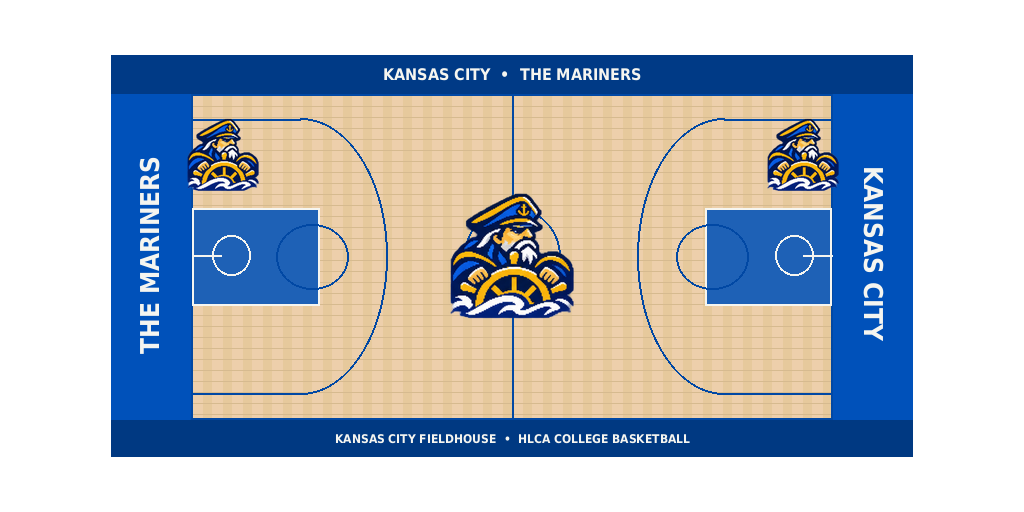 KANSAS CITY • THE MARINERS
THE MARINERS
KANSAS CITY
KANSAS CITY FIELDHOUSE • HLCA COLLEGE BASKETBALL